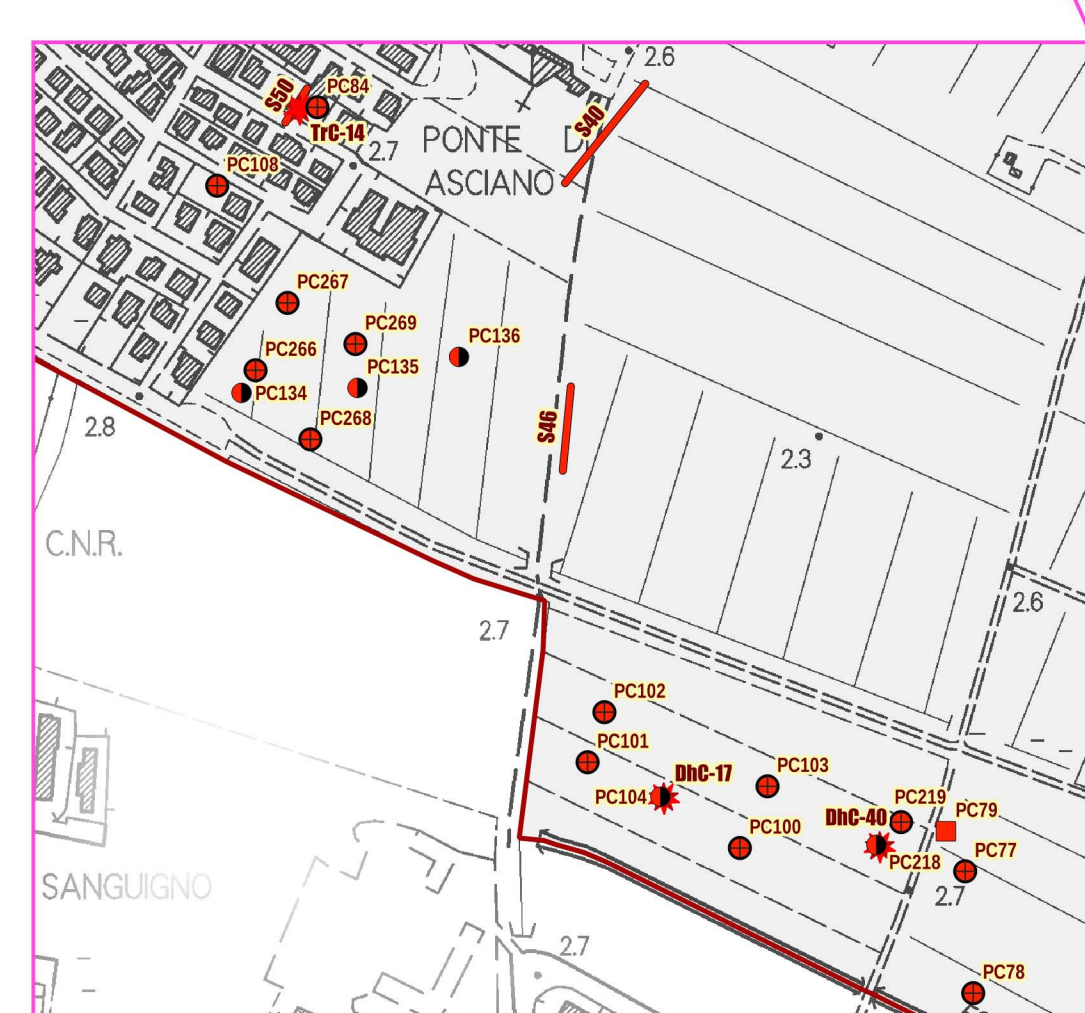 2.6
S50
PC84
TrC-14
S40
PONTE D
ASCIANO
2.7
PC108
PC267
PC269
PC136
PC266
PC135
PC134
PC268
S46
2.8
2.3
C.N.R.
2.7
2.6
PC102
PC101
DhC-17
PC103
PC104
PC219
DhC-40
PC79
PC100
PC218
PC77
SANGUIGNO
2.7
2.7
PC78